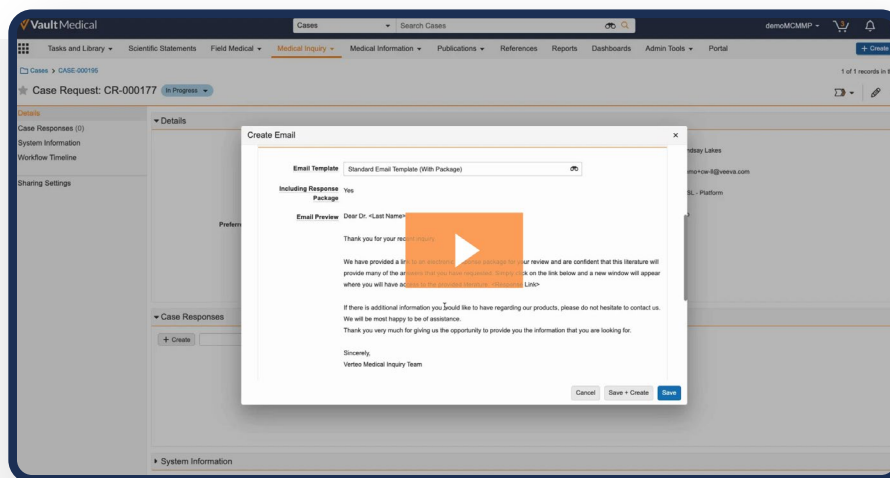 Vault Medical
Cases
Search Cases
demoMCMMP
3
Tasks and Library
Scientific Statements
Field Medical
Medical Inquiry
Medical Information
Publications
References
Reports
Dashboards
Admin Tools
Portal
+ Create
Cases > CASE-000195
1 of 1 records in
Case Request: CR-000177
In Progress
Details
Case Responses (0)
System Information
Workflow Timeline
Sharing Settings
Details
Create Email
×
ndsay Lakes
emo+cw-ll@veeva.com
SL - Platform
Preferr
Email Template
Standard Email Template (With Package)
Including Response Package
Yes
Email Preview
Dear Dr. <Last Name>
Thank you for your recent inquiry.
We have provided a link to an electronic response package for your review and are confident that this literature will
provide many of the answers that you have requested. Simply click on the link below and a new window will appear
where you will have access to the Link>
If there is additional information you would like to have regarding our products, please do not hesitate to contact us.
We will be most happy to be of assistance.
Thank you very much for giving us the opportunity to provide you the information that you are looking for.
Sincerely,
Verteo Medical Inquiry Team
Cancel
Save + Create
Save
Case Responses
+ Create
System Information